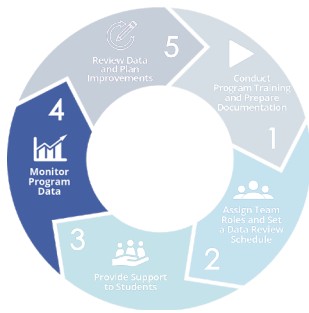 5
Review Data
and Plan
Improvements
Conduct
Program Training
and Prepare
Documentation
1
4
Monitor
Program
Data
Assign Team
Roles and Set
a Data Review
Schedule
2
3
Provide Support
to Students